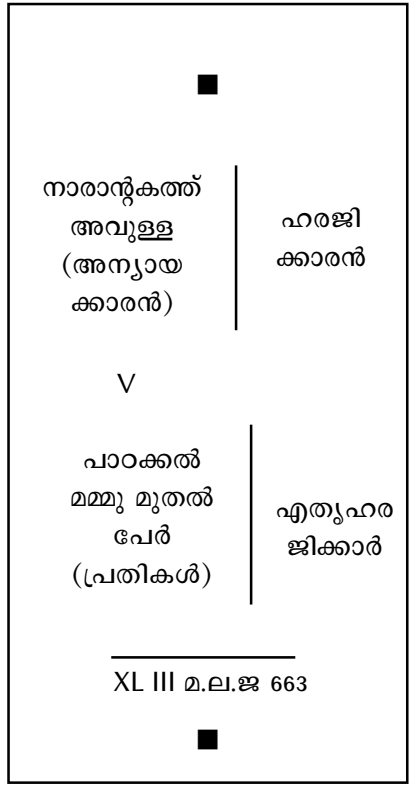 നാരാന്റകത്ത്
അവുള്ള
(അന്യായ
ക്കാരൻ)
ഹരജി
ക്കാരൻ
V
പാഠക്കൽ
മമ്മു മുതൽ
പേർ
(പ്രതികൾ)
എതൃഹര
ജിക്കാർ
XL III മ.ല.ജ 663